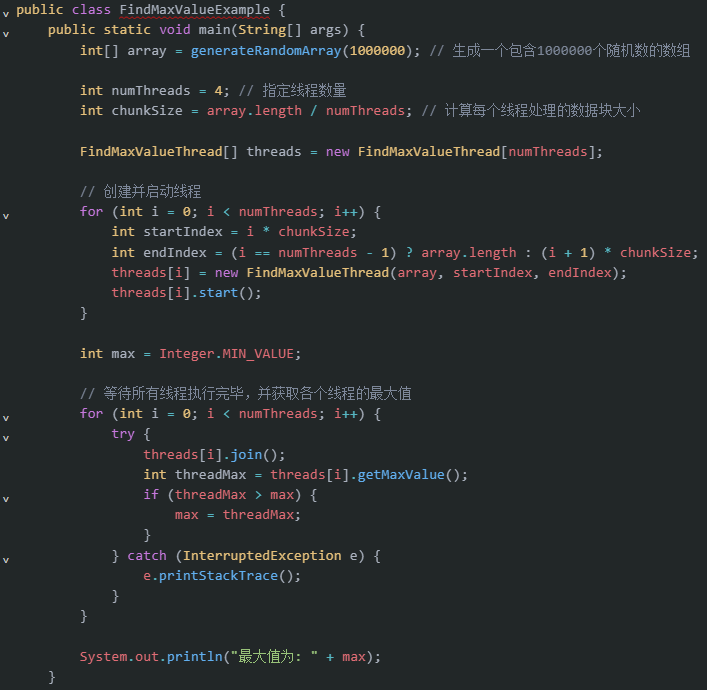 public class FindMaxValueExample {
    public static void main(String[] args) {
        int[] array = generateRandomArray(1000000); // 生成一个包含1000000个随机数的数组
        int numThreads = 4; // 指定线程数量
        int chunkSize = array.length / numThreads; // 计算每个线程处理的数据块大小
        FindMaxValueThread[] threads = new FindMaxValueThread[numThreads];
        // 创建并启动线程
        for (int i = 0; i < numThreads; i++) {
            int startIndex = i * chunkSize;
            int endIndex = (i == numThreads - 1) ? array.length : (i + 1) * chunkSize;
            threads[i] = new FindMaxValueThread(array, startIndex, endIndex);
            threads[i].start();
        }
        int max = Integer.MIN_VALUE;
        // 等待所有线程执行完毕，并获取各个线程的最大值
        for (int i = 0; i < numThreads; i++) {
            try {
                threads[i].join();
                int threadMax = threads[i].getMaxValue();
                if (threadMax > max) {
                    max = threadMax;
                }
            } catch (InterruptedException e) {
                e.printStackTrace();
            }
        }
        System.out.println("最大值为: " + max);
    }